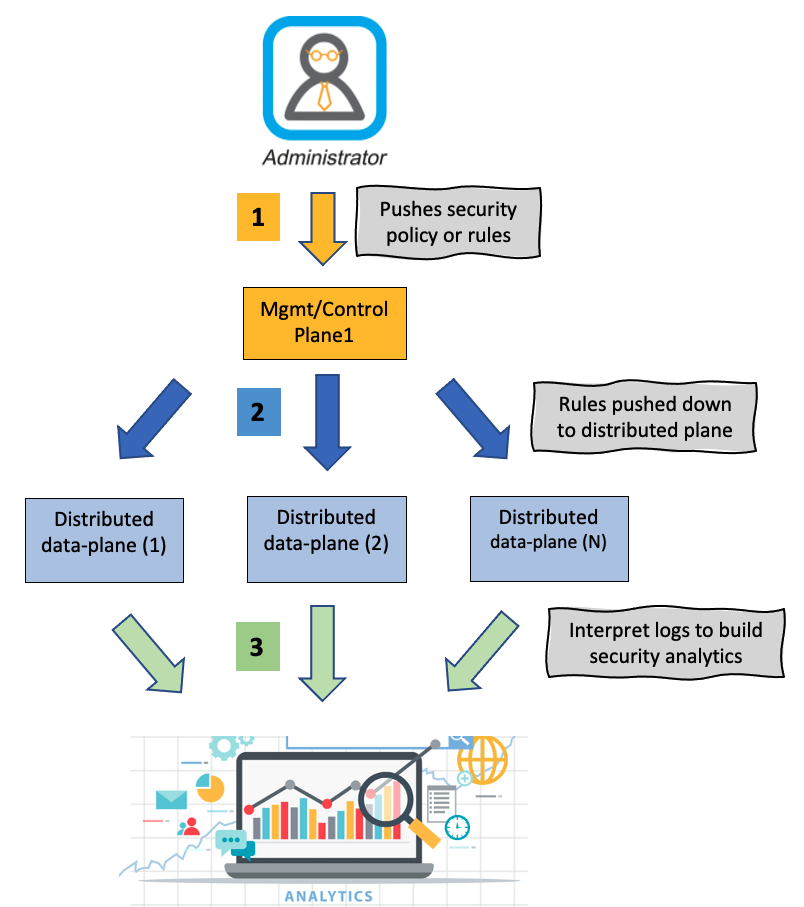 Administrator
1
Pushes security
policy or rules
Mgmt/Control
Plane1
2
Rules pushed down
to distributed plane
Distributed
data-plane (1)
Distributed
data-plane (2)
Distributed
data-plane (N)
3
Interpret logs to build
security analytics
ANALYTICS